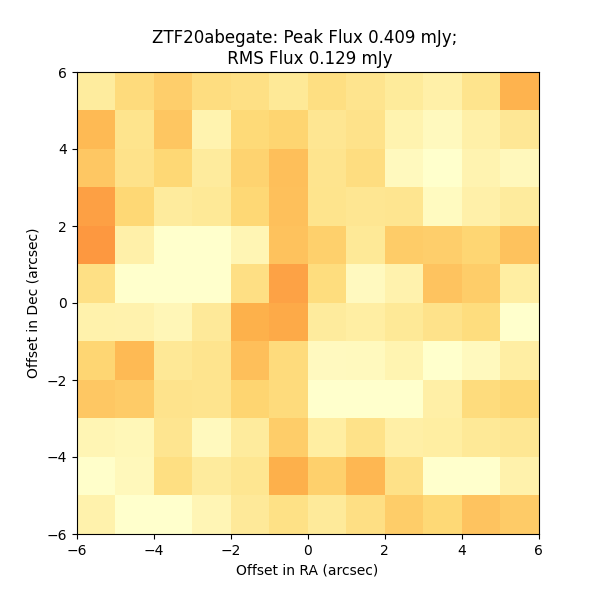 ZTF20abegate: Peak Flux 0.409 mJy;
RMS Flux 0.129 mJy
6
4
2
0
−2
−4
−6
Offset in Dec (arcsec)
−6 −4 −2 0 2 4 6
Offset in RA (arcsec)